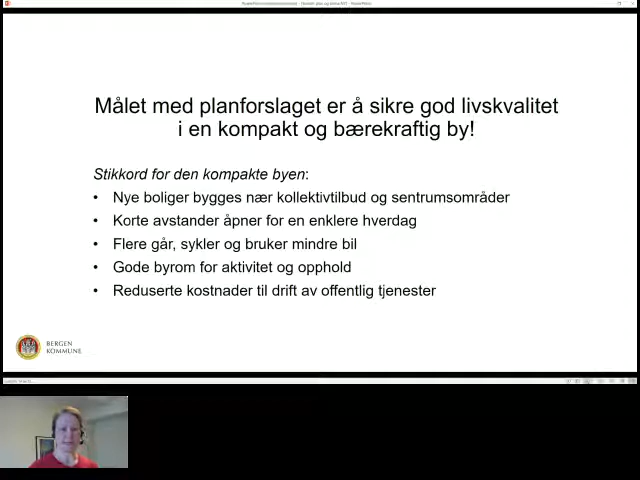 Målet med planforslaget er å sikre god livskvalitet
i en kompakt og bærekraftig by!
Stikkord for den kompakte byen:
• Nye boliger bygges nær kollektivtilbud og sentrumsområder
• Korte avstander åpner for en enklere hverdag
• Flere går, sykler og bruker mindre bil
• Gode byrom for aktivitet og opphold
• Reduserte kostnader til drift av offentlig tjenester
BERGEN
KOMMUNE